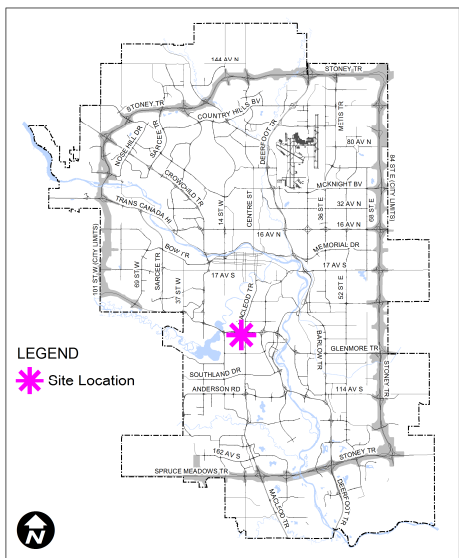 144 AV N
STONEY TR
STONEY TR
COUNTRY HILLS BV
METIS TR
SARCEE TR
NOSE HILL DR
DEERFOOT TR
80 AV N
CROWCHILD TR
MCKNIGHT BV
84 ST E (CITY LIMITS)
TRANS CANADA HI
14 ST W
CENTRE ST
36 ST E
32 AV N
68 ST E
16 AV N
16 AV N
101 ST W (CITY LIMITS)
BOW TR
MEMORIAL DR
69 ST W
SARCEE TR
37 ST W
17 AV S
17 AV S
52 ST E
MACLEOD TR
BARLOW TR
GLENMORE TR
LEGEND
Site Location
SOUTHLAND DR
STONEY TR
ANDERSON RD
114 AV S
162 AV S
STONEY TR
SPRUCE MEADOWS TR
MACLEOD TR
DEERFOOT TR
N